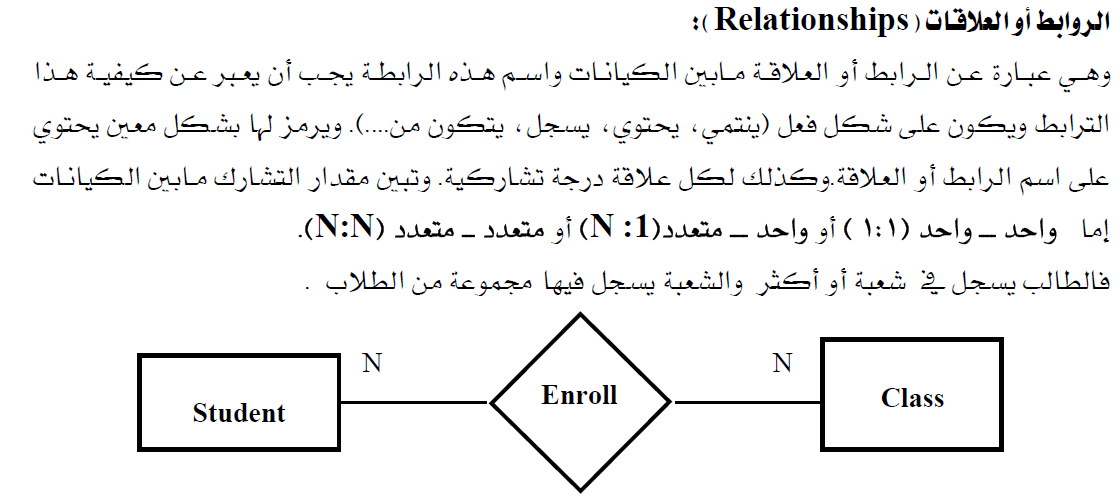 الروابط أو العلاقات ( Relationships ):
وهي عبارة عن الرابط أو العلاقة مابين الكيانات واسم هذه الرابطة يجب أن يعبر عن كيفية هذا
الترابط ويكون على شكل فعل (ينتمي، يحتوي، يسجل، يتكون من....). ويرمز لها بشكل معين يحتوي
على اسم الرابط أو العلاقة.وكذلك لكل علاقة درجة تشاركية. وتبين مقدار التشارك مابين الكيانات
إما واحد – واحد (١:١ ) أو واحد – متعدد(N :1) أو متعدد – متعدد (N:N).
فالطالب يسجل في شعبة أو أكثر والشعبة يسجل فيها مجموعة من الطلاب .
Student N Enroll N Class